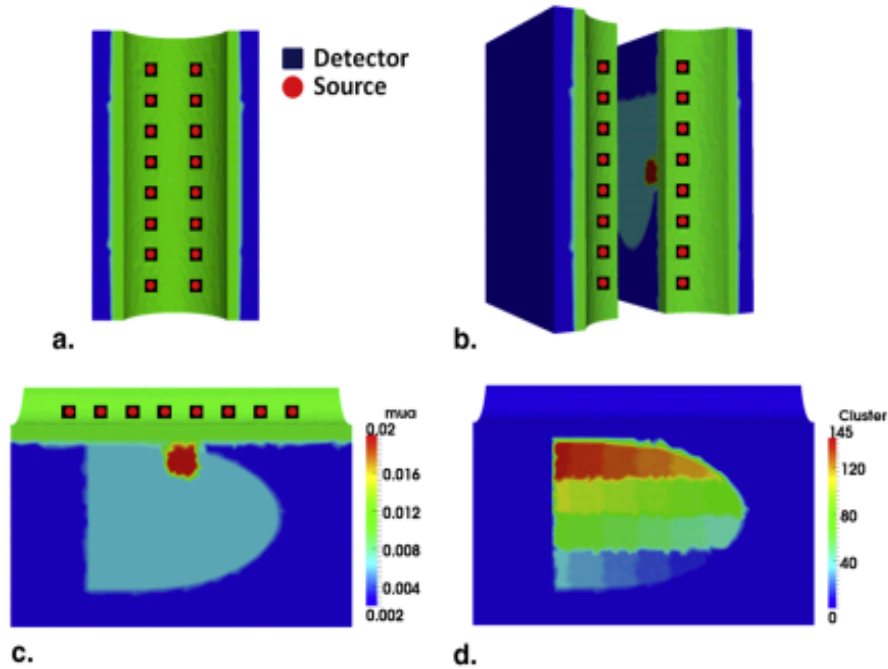 Detector
Source
a.
b.
mua
0.02
0.016
0.012
0.008
0.004
0.002
c.
Cluster
145
120
80
40
0
d.